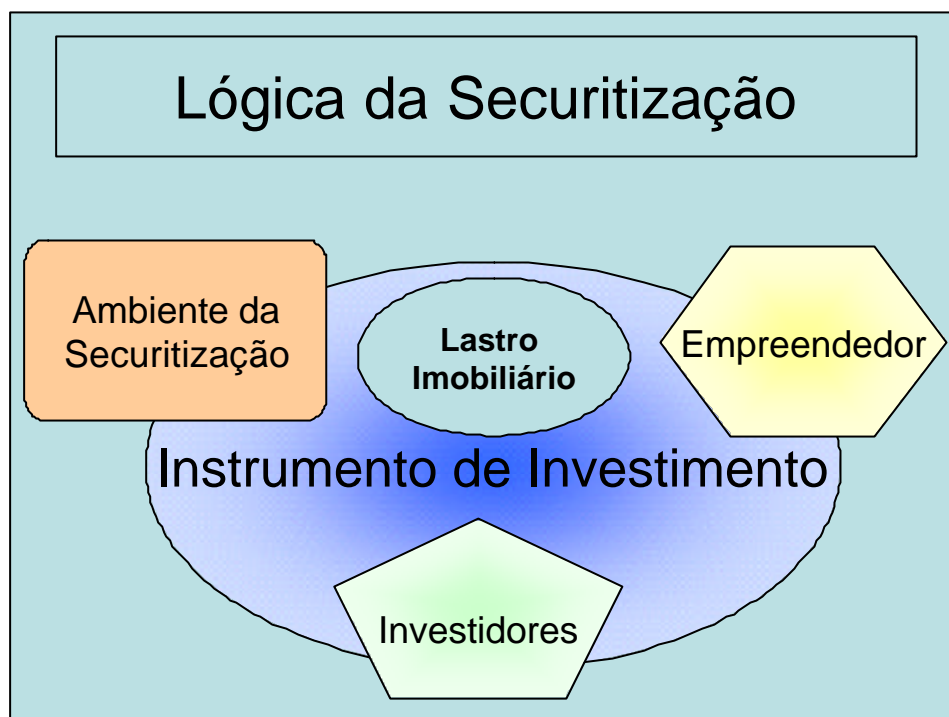 Lógica da Securitização
Ambiente da
Securitização
Lastro
Imobiliário
Empreendedor
Instrumento de Investimento
Investidores